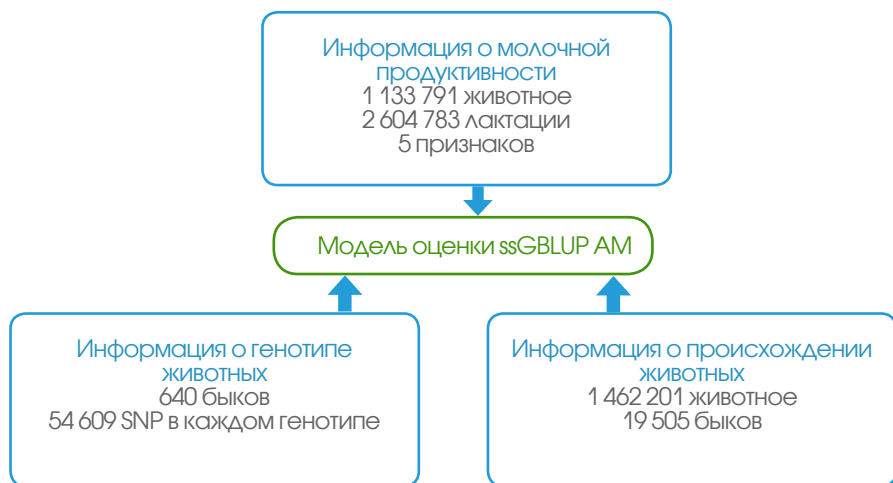 Информация о молочной
продуктивности
1 133 791 животное
2 604 783 лактации
5 признаков
Модель оценки ssGBLUP AM
Информация о генотипе
животных
640 быков
54 609 SNP в каждом генотипе
Информация о происхождении
животных
1 462 201 животное
19 505 быков